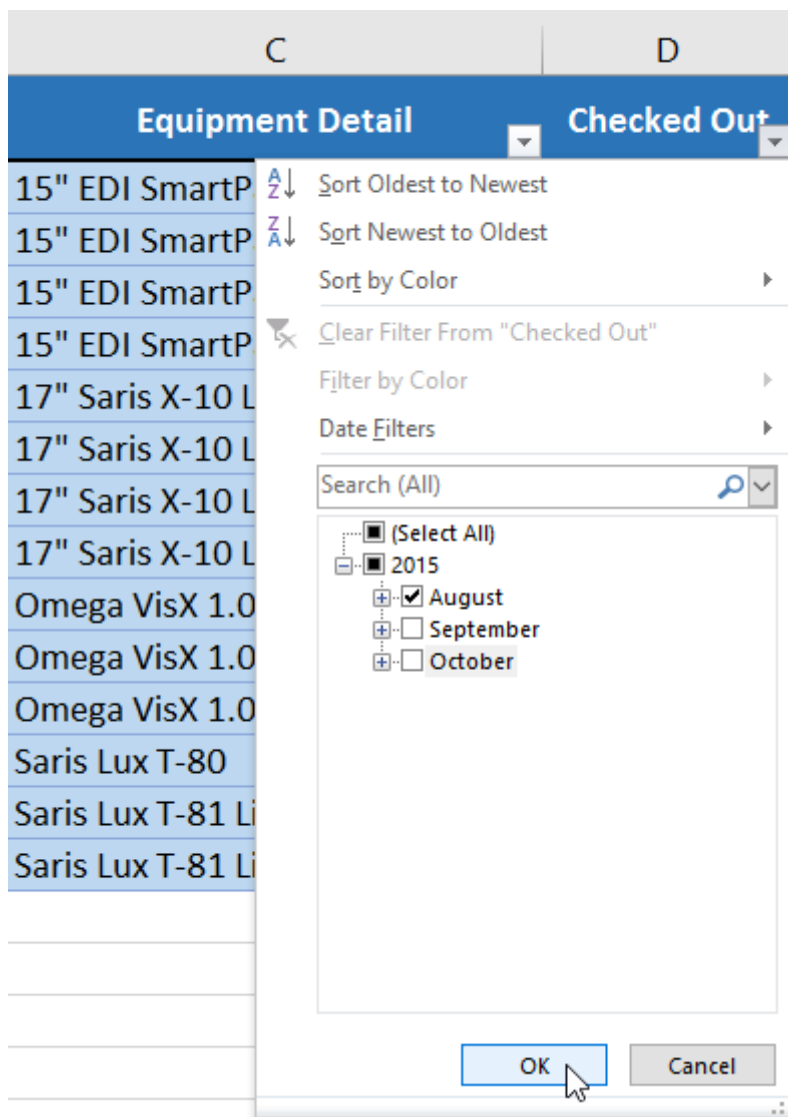 C D
Equipment Detail Checked Out
15" EDI SmartP
Sort Oldest to Newest
15" EDI SmartP
Sort Newest to Oldest
15" EDI SmartP
Sort by Color
15" EDI SmartP
Clear Filter From "Checked Out"
17" Saris X-10 L
Filter by Color
17" Saris X-10 L
Date Filters
17" Saris X-10 L
Search (All)
17" Saris X-10 L
(Select All)
2015
Omega VisX 1.0
August
Omega VisX 1.0
September
Omega VisX 1.0
October
Saris Lux T-80
Saris Lux T-81 Li
Saris Lux T-81 Li
OK Cancel